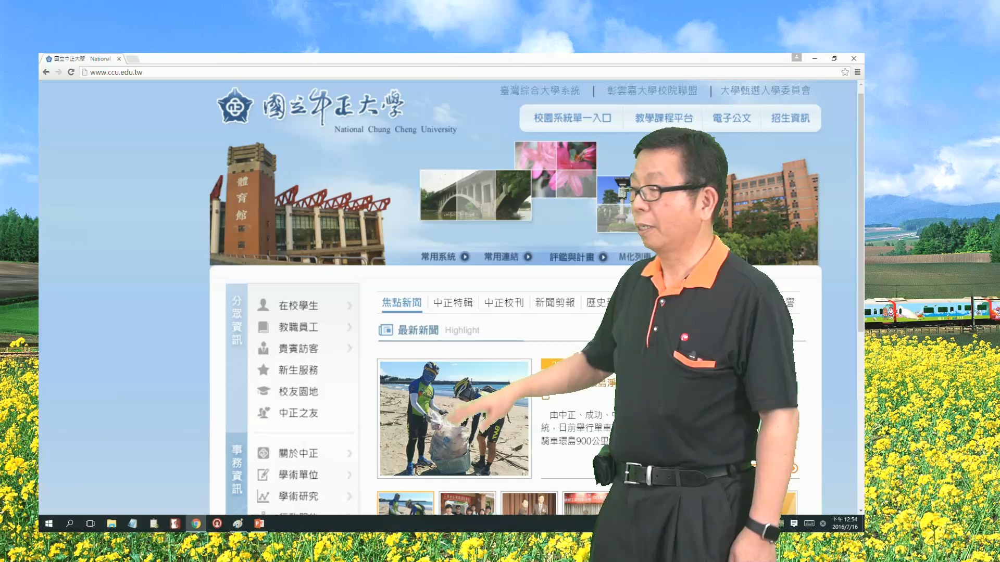 國立中正大學 National
www.ccu.edu.tw
臺灣綜合大學系統 | 彰雲嘉大學校院聯盟 | 大學甄選入學委員會
國立中正大學
National Chung Cheng University
校園系統單一入口 教學課程平台 電子公文 招生資訊
體育館
常用系統 常用連結 評鑑與計畫 M化列車
分眾資訊
在校學生
教職員工
貴賓訪客
新生服務
校友園地
中正之友
事務資訊
關於中正
學術單位
學術研究
焦點新聞 中正特輯 中正校刊 新聞剪報 歷史 譽
最新新聞 Highlight
島淨
由中正、成功、
統,日前舉行單車
騎車環島900公里
TWB
下午 12:54
2016/7/16